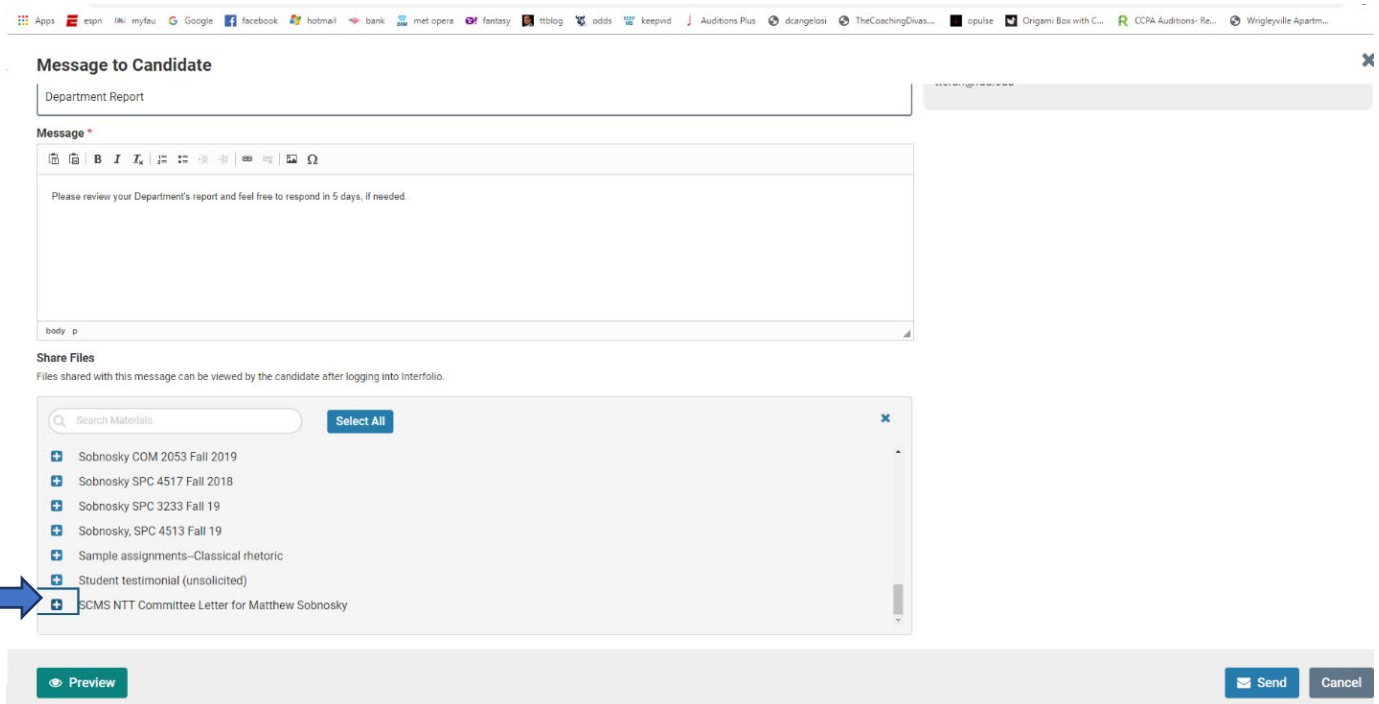 Apps espn myfau Google facebook hotmail bank met opera fantasy ttblog odds keepvid Auditions Plus dcangelosi TheCoachingDivas... opulse Origami Box with C... CCPA Auditions- Re... Wrigleyville Apartm...
Message to Candidate
Department Report
Message *
B I Tx Ω
Please review your Department's report and feel free to respond in 5 days, if needed.
body p
Share Files
Files shared with this message can be viewed by the candidate after logging into Interfolio.
Search Materials Select All
Sobnosky COM 2053 Fall 2019
Sobnosky SPC 4517 Fall 2018
Sobnosky SPC 3233 Fall 19
Sobnosky, SPC 4513 Fall 19
Sample assignments--Classical rhetoric
Student testimonial (unsolicited)
SCMS NTT Committee Letter for Matthew Sobnosky
Preview Send Cancel